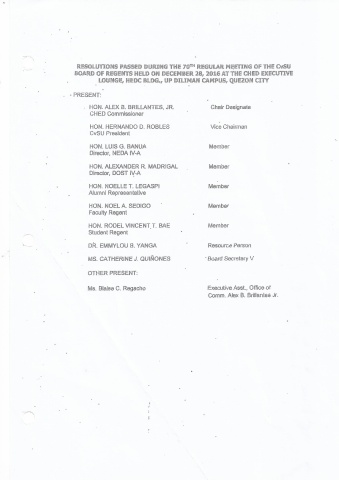 RESOLUTIONS PASSED DURING THE 70TH REGULAR MEETING OF THE CvSU
BOARD OF REGENTS HELD ON DECEMBER 28, 2016 AT THE CHED EXECUTIVE
LOUNGE, HEDC BLDG., UP DILIMAN CAMPUS, QUEZON CITY
PRESENT:
HON. ALEX B. BRILLANTES, JR. Chair Designate
CHED Commissioner
HON. HERNANDO D. ROBLES Vice Chairman
CvSU President
HON. LUIS G. BANUA Member
Director, NEDA IV-A
HON. ALEXANDER R. MADRIGAL Member
Director, DOST IV-A
HON. NOELLE T. LEGASPI Member
Alumni Representative
HON. NOEL A. SEDIGO Member
Faculty Regent
HON. RODEL VINCENT T. BAE Member
Student Regent
DR. EMMYLOU B. YANGA Resource Person
MS. CATHERINE J. QUIÑONES Board Secretary V
OTHER PRESENT:
Ms. Blaise C. Regacho Executive Asst., Office of
Comm. Alex B. Brillantes Jr.